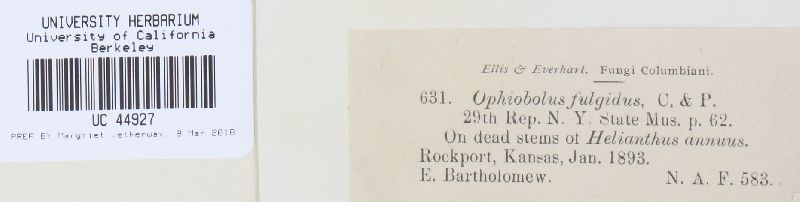 UNIVERSITY HERBARIUM
University of California
Berkeley
UC 44927
PREP BY Margriet Wetherwax, 9 Mar 2018
Ellis & Everhart. Fungi Columbiani.
631. Ophiobolus fulgidus, C. & P.
29th Rep. N. Y. State Mus. p. 62.
On dead stems of Helianthus annuus.
Rockport, Kansas, Jan. 1893.
E. Bartholomew. N. A. F. 583.